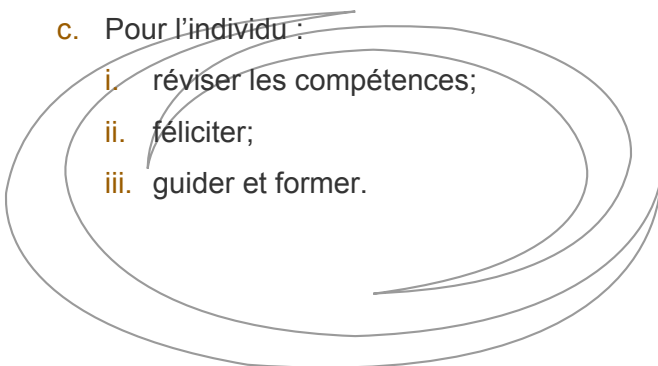 c. Pour l’individu :
i. réviser les compétences;
ii. féliciter;
iii. guider et former.